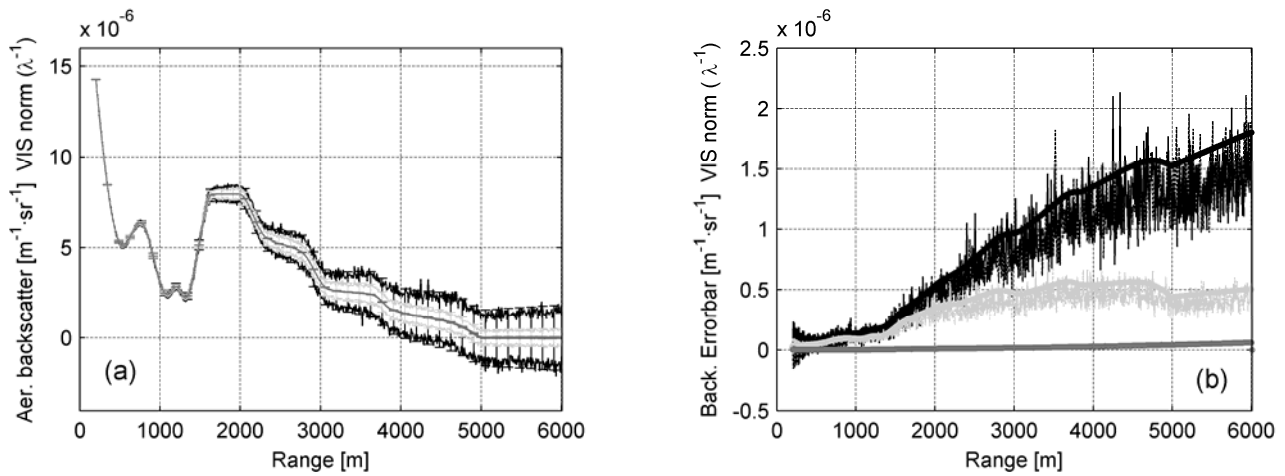 x 10⁻⁶
15
10
5
0
Aer. backscatter [m⁻¹·sr⁻¹] VIS norm (λ⁻¹)
(a)
0 1000 2000 3000 4000 5000 6000
Range [m]
x 10⁻⁶
2.5
2
1.5
1
0.5
0
-0.5
Back. Errorbar [m⁻¹·sr⁻¹] VIS norm (λ⁻¹)
(b)
0 1000 2000 3000 4000 5000 6000
Range [m]